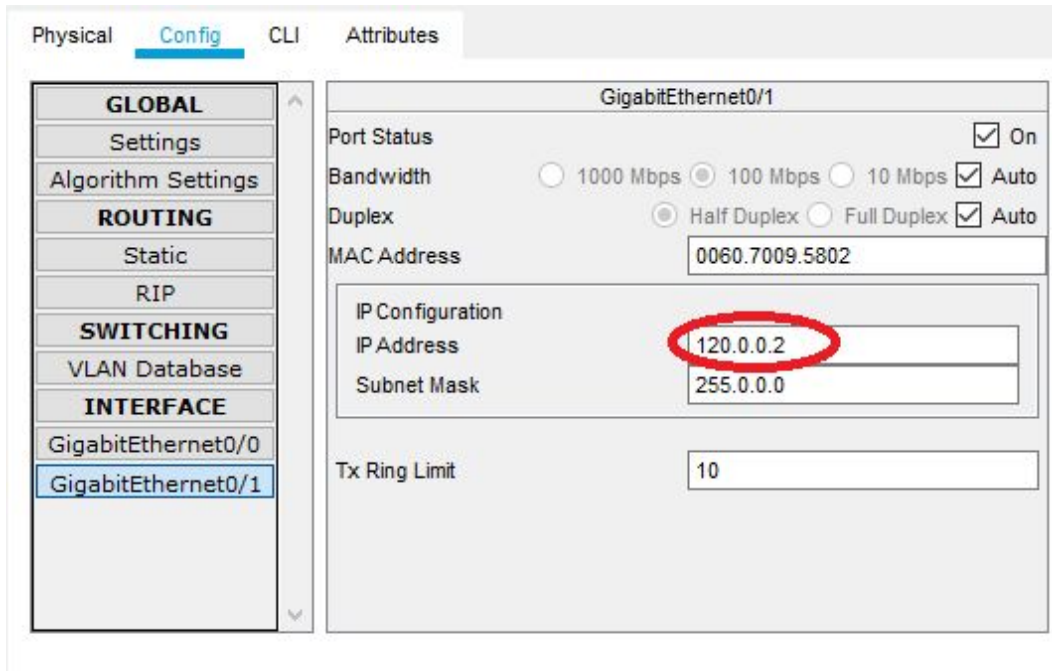 Physical Config CLI Attributes
GLOBAL
Settings
Algorithm Settings
ROUTING
Static
RIP
SWITCHING
VLAN Database
INTERFACE
GigabitEthernet0/0
GigabitEthernet0/1
GigabitEthernet0/1
Port Status On
Bandwidth 1000 Mbps 100 Mbps 10 Mbps Auto
Duplex Half Duplex Full Duplex Auto
MAC Address 0060.7009.5802
IP Configuration
IP Address 120.0.0.2
Subnet Mask 255.0.0.0
Tx Ring Limit 10